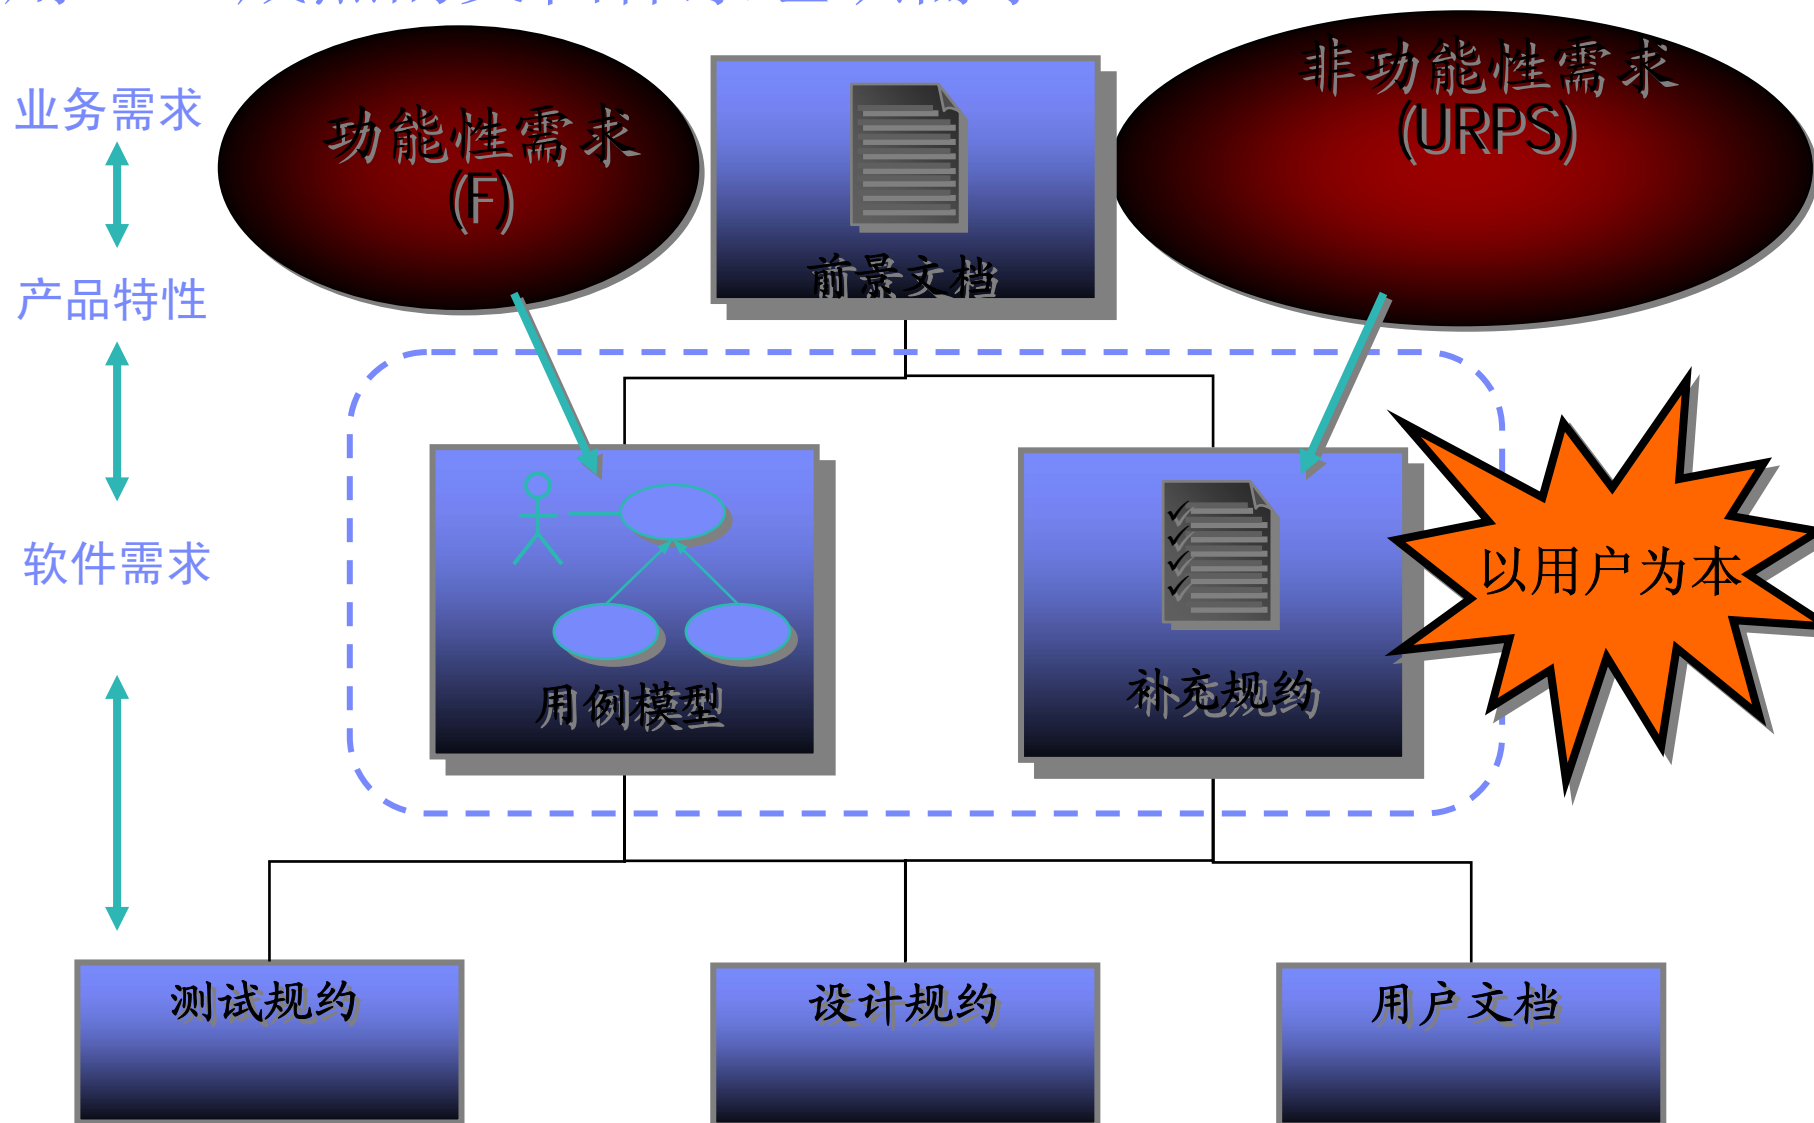 业务需求
功能性需求
(F)
前景文档
非功能性需求
(URPS)
产品特性
软件需求
用例模型
补充规约
以用户为本
测试规约
设计规约
用户文档